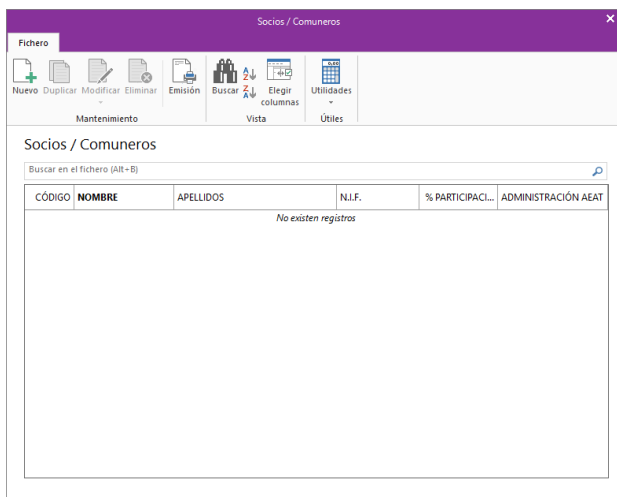 Socios / Comuneros
Fichero
Nuevo Duplicar Modificar Eliminar Emisión Buscar Elegir columnas Utilidades
Mantenimiento Vista Útiles
Socios / Comuneros
Buscar en el fichero (Alt+B)
CÓDIGO NOMBRE APELLIDOS N.I.F. % PARTICIPACI... ADMINISTRACIÓN AEAT
No existen registros